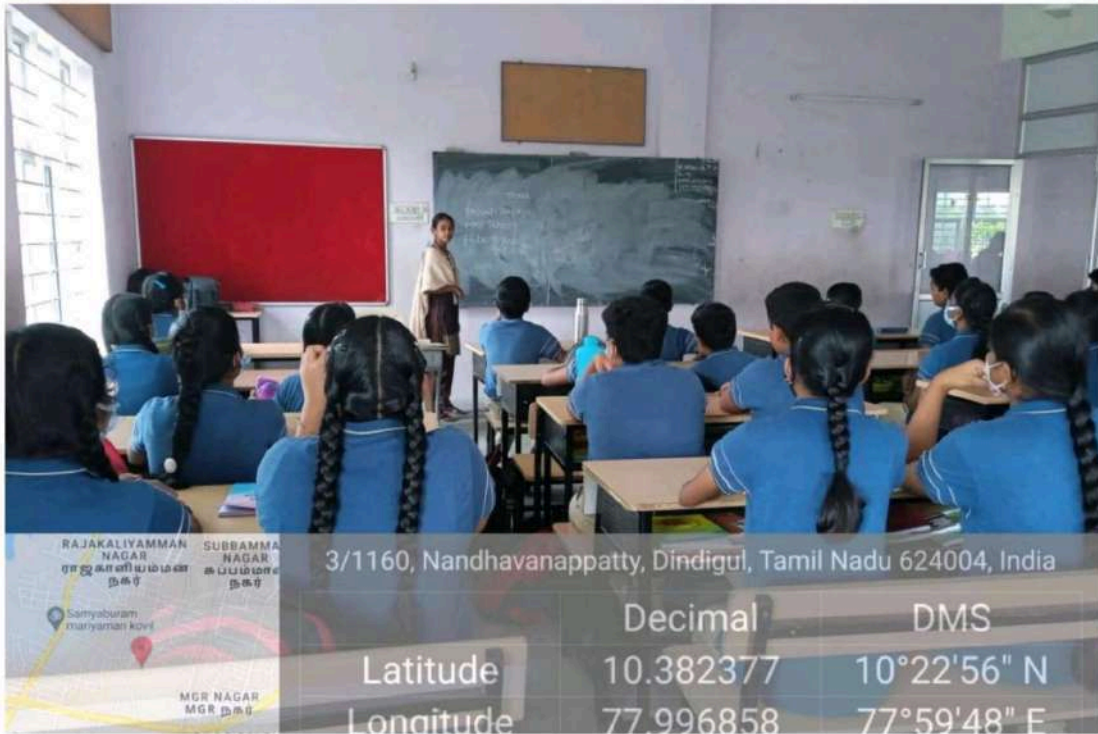 RAJAKALIYAMMAN
NAGAR
ராஜகாளியம்மன்
நகர்
SUBBAMMA
NAGAR
சுப்பம்மாள்
நகர்
Samyaburam
mariyaman kovil
MGR NAGAR
MGR நகர்
3/1160, Nandhavanappatty, Dindigul, Tamil Nadu 624004, India
Decimal DMS
Latitude 10.382377 10°22'56" N
Longitude 77.996858 77°59'48" E